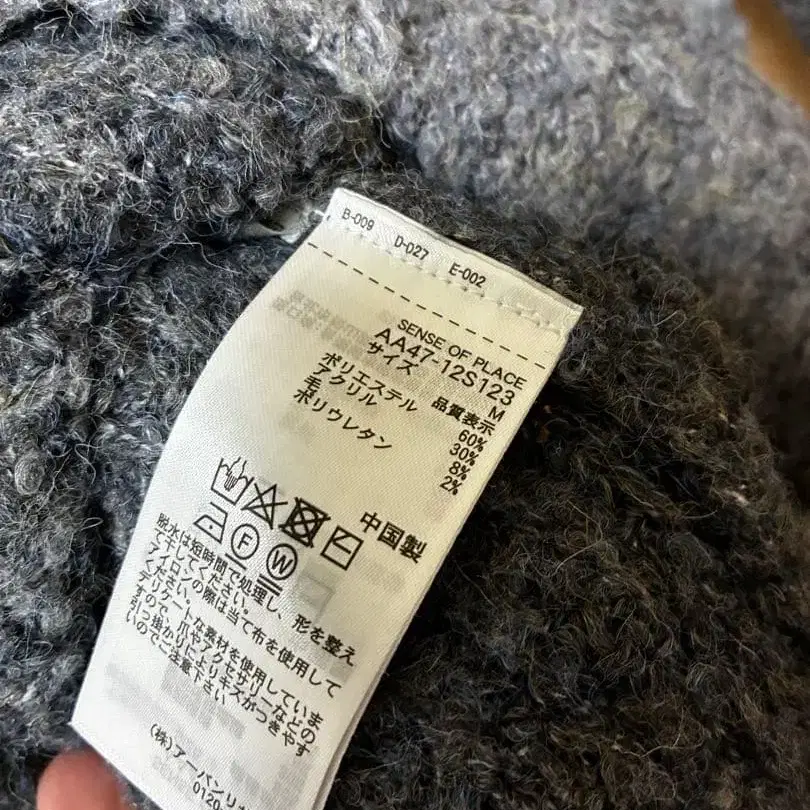 B-009 D-027 E-002
SENSE OF PLACE
AA47-12S123
サイズ M
品質表示
ポリエステル 60%
アクリル 30%
毛 8%
ポリウレタン 2%
中国製
F W
脱水は短時間で処理し、形を整え
て干してください。
アイロンの際は当て布を使用して
ください。
デリケートな素材を使用していま
すので、爪やアクセサリーなどの
引っ掛かりによりキズがつきやす
いのでご注意下さい
(株)アーバンリサ
0120-